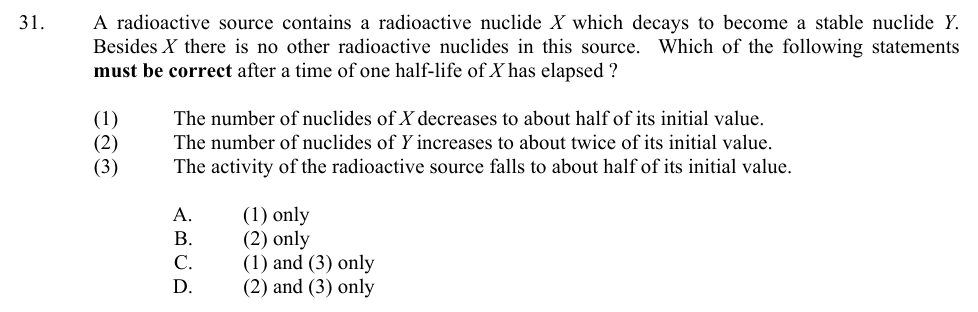 31. A radioactive source contains a radioactive nuclide X which decays to become a stable nuclide Y.
Besides X there is no other radioactive nuclides in this source. Which of the following statements
must be correct after a time of one half-life of X has elapsed ?
(1) The number of nuclides of X decreases to about half of its initial value.
(2) The number of nuclides of Y increases to about twice of its initial value.
(3) The activity of the radioactive source falls to about half of its initial value.
A. (1) only
B. (2) only
C. (1) and (3) only
D. (2) and (3) only